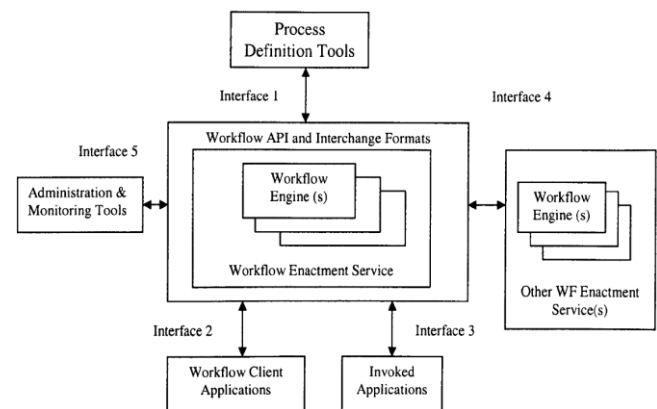 Process
Definition Tools
Interface 1
Interface 4
Workflow API and Interchange Formats
Interface 5
Workflow
Engine (s)
Administration &
Monitoring Tools
Workflow
Engine (s)
Workflow Enactment Service
Other WF Enactment
Service(s)
Interface 2
Interface 3
Workflow Client
Applications
Invoked
Applications